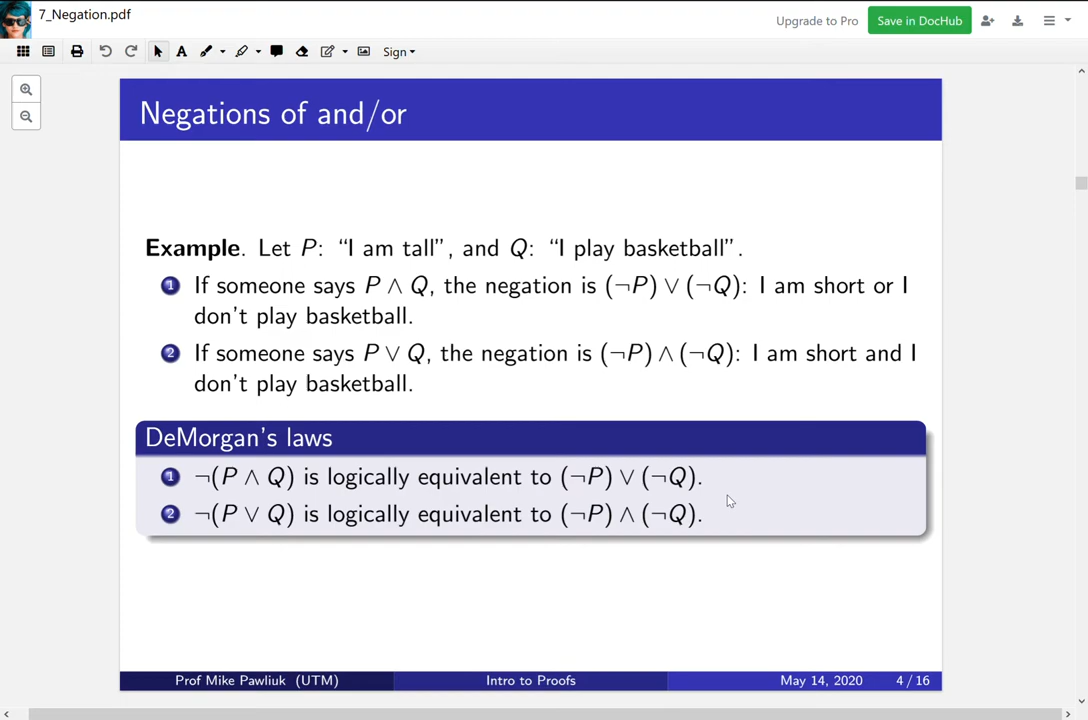 7_Negation.pdf
Upgrade to Pro
Save in DocHub
A
Sign
Negations of and/or
Example. Let P: “I am tall”, and Q: “I play basketball”.
1 If someone says P ∧ Q, the negation is (¬P) ∨ (¬Q): I am short or I
don't play basketball.
2 If someone says P ∨ Q, the negation is (¬P) ∧ (¬Q): I am short and I
don't play basketball.
DeMorgan's laws
1 ¬(P ∧ Q) is logically equivalent to (¬P) ∨ (¬Q).
2 ¬(P ∨ Q) is logically equivalent to (¬P) ∧ (¬Q).
Prof Mike Pawliuk (UTM) Intro to Proofs May 14, 2020 4 / 16